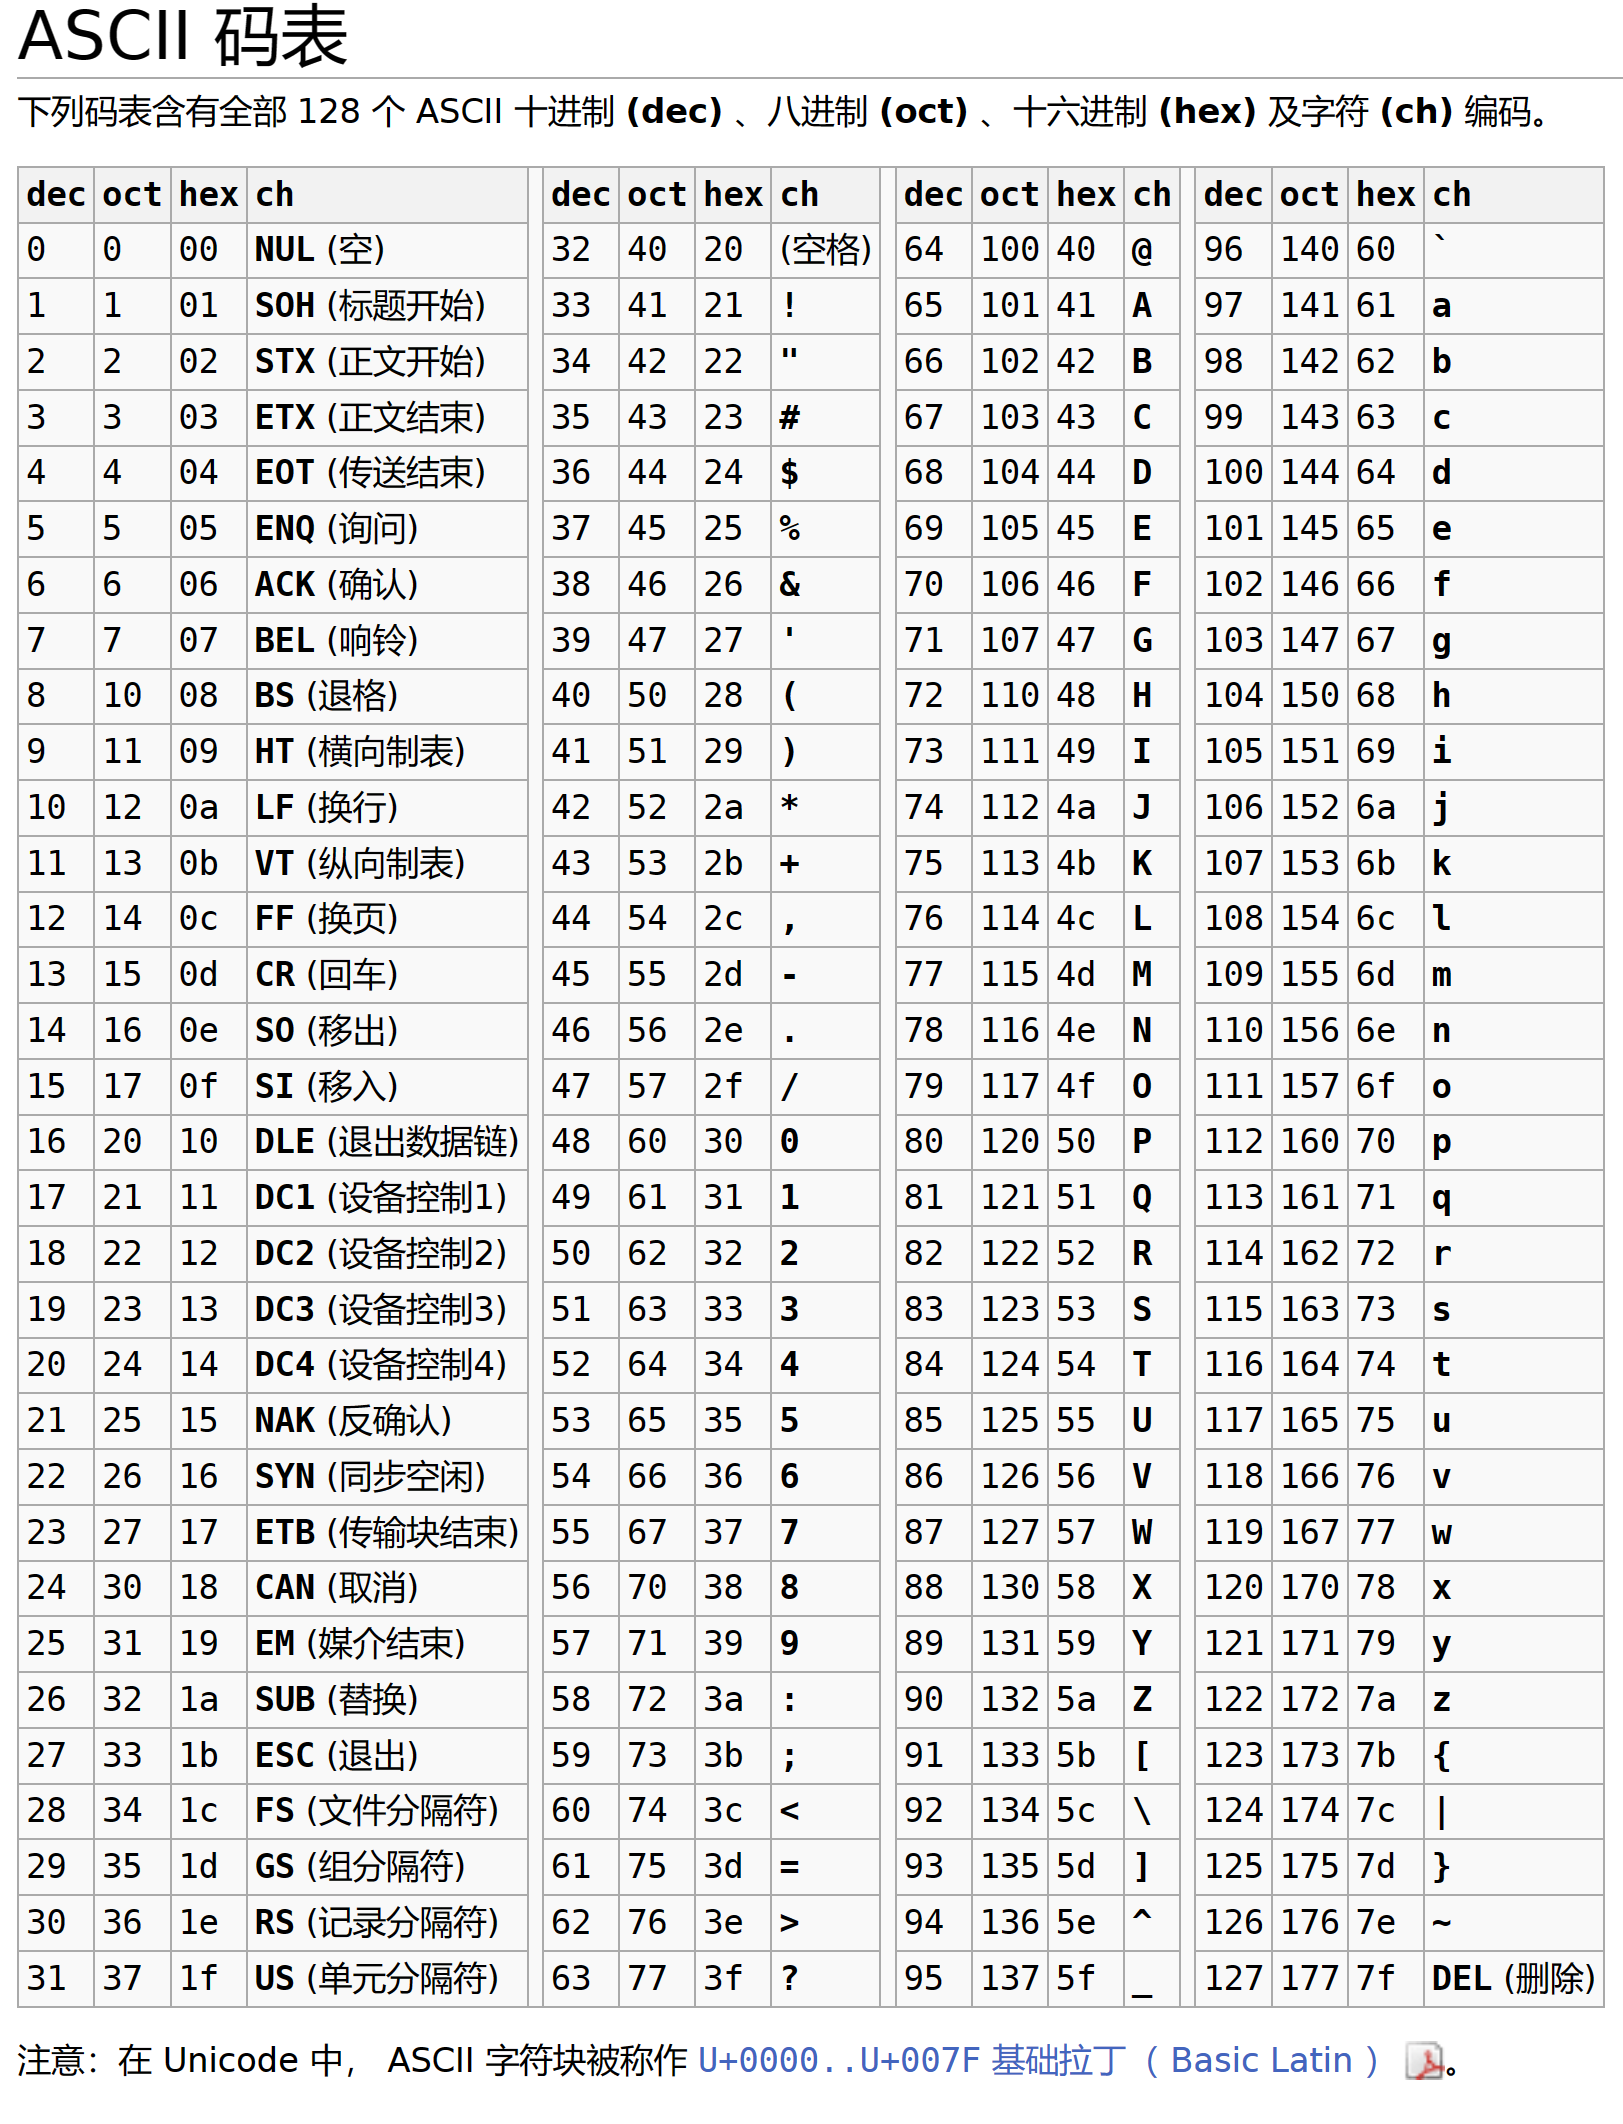 ASCII 码表
下列码表含有全部 128 个 ASCII 十进制 (dec) 、八进制 (oct) 、十六进制 (hex) 及字符 (ch) 编码。
dec oct hex ch dec oct hex ch dec oct hex ch dec oct hex ch
0 0 00 NUL (空) 32 40 20 (空格) 64 100 40 @ 96 140 60 `
1 1 01 SOH (标题开始) 33 41 21 ! 65 101 41 A 97 141 61 a
2 2 02 STX (正文开始) 34 42 22 " 66 102 42 B 98 142 62 b
3 3 03 ETX (正文结束) 35 43 23 # 67 103 43 C 99 143 63 c
4 4 04 EOT (传送结束) 36 44 24 $ 68 104 44 D 100 144 64 d
5 5 05 ENQ (询问) 37 45 25 % 69 105 45 E 101 145 65 e
6 6 06 ACK (确认) 38 46 26 & 70 106 46 F 102 146 66 f
7 7 07 BEL (响铃) 39 47 27 ' 71 107 47 G 103 147 67 g
8 10 08 BS (退格) 40 50 28 ( 72 110 48 H 104 150 68 h
9 11 09 HT (横向制表) 41 51 29 ) 73 111 49 I 105 151 69 i
10 12 0a LF (换行) 42 52 2a * 74 112 4a J 106 152 6a j
11 13 0b VT (纵向制表) 43 53 2b + 75 113 4b K 107 153 6b k
12 14 0c FF (换页) 44 54 2c , 76 114 4c L 108 154 6c l
13 15 0d CR (回车) 45 55 2d - 77 115 4d M 109 155 6d m
14 16 0e SO (移出) 46 56 2e . 78 116 4e N 110 156 6e n
15 17 0f SI (移入) 47 57 2f / 79 117 4f O 111 157 6f o
16 20 10 DLE (退出数据链) 48 60 30 0 80 120 50 P 112 160 70 p
17 21 11 DC1 (设备控制1) 49 61 31 1 81 121 51 Q 113 161 71 q
18 22 12 DC2 (设备控制2) 50 62 32 2 82 122 52 R 114 162 72 r
19 23 13 DC3 (设备控制3) 51 63 33 3 83 123 53 S 115 163 73 s
20 24 14 DC4 (设备控制4) 52 64 34 4 84 124 54 T 116 164 74 t
21 25 15 NAK (反确认) 53 65 35 5 85 125 55 U 117 165 75 u
22 26 16 SYN (同步空闲) 54 66 36 6 86 126 56 V 118 166 76 v
23 27 17 ETB (传输块结束) 55 67 37 7 87 127 57 W 119 167 77 w
24 30 18 CAN (取消) 56 70 38 8 88 130 58 X 120 170 78 x
25 31 19 EM (媒介结束) 57 71 39 9 89 131 59 Y 121 171 79 y
26 32 1a SUB (替换) 58 72 3a : 90 132 5a Z 122 172 7a z
27 33 1b ESC (退出) 59 73 3b ; 91 133 5b [ 123 173 7b {
28 34 1c FS (文件分隔符) 60 74 3c < 92 134 5c \ 124 174 7c |
29 35 1d GS (组分隔符) 61 75 3d = 93 135 5d ] 125 175 7d }
30 36 1e RS (记录分隔符) 62 76 3e > 94 136 5e ^ 126 176 7e ~
31 37 1f US (单元分隔符) 63 77 3f ? 95 137 5f _ 127 177 7f DEL (删除)
注意：在 Unicode 中， ASCII 字符块被称作 U+0000..U+007F 基础拉丁（ Basic Latin ） 。